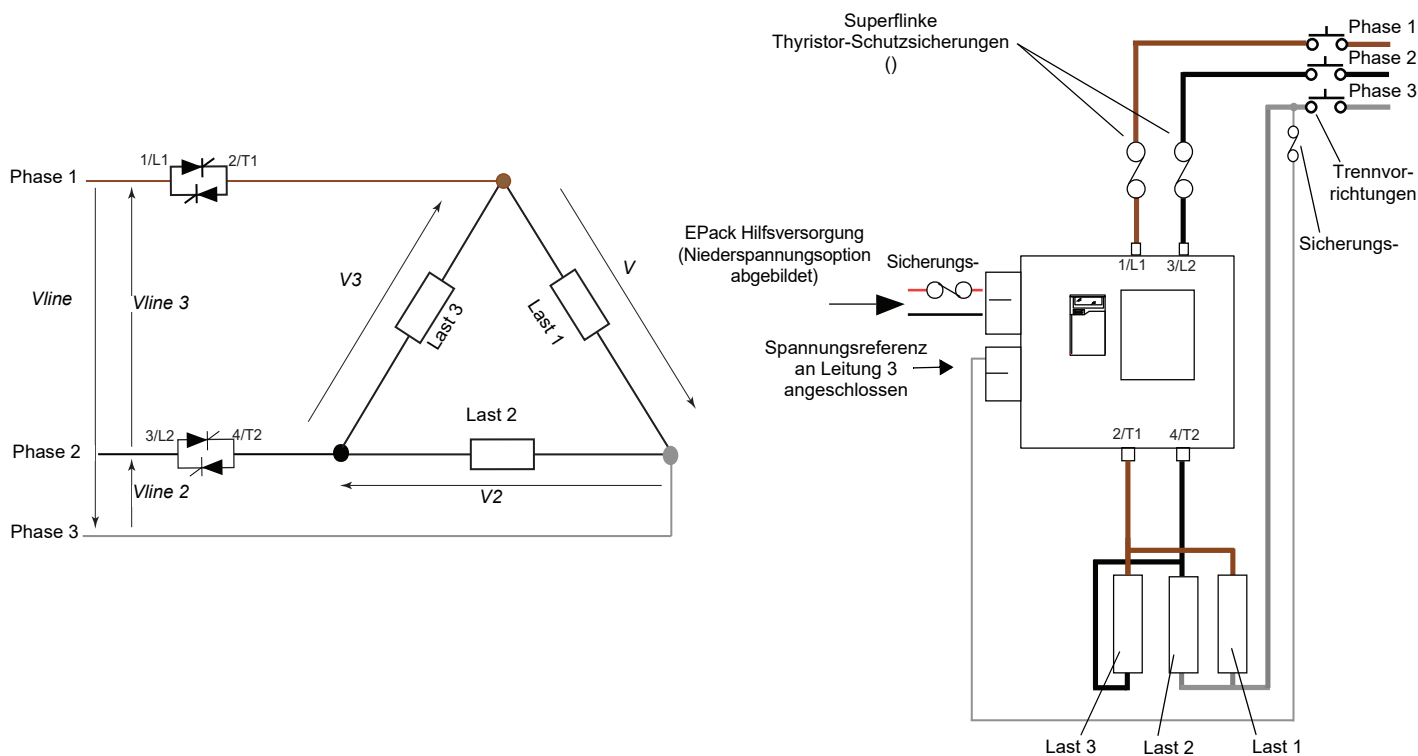 Phase 1
1/L1
2/T1
Vline
Vline 3
V3
Last 3
V
Last 1
Phase 2
3/L2
4/T2
Last 2
V2
Vline 2
Phase 3
Superflinke
Thyristor-Schutzsicherungen
()
Phase 1
Phase 2
Phase 3
Trennvor-
richtungen
Sicherungs-
EPack Hilfsversorgung
(Niederspannungsoption
abgebildet)
Sicherungs-
1/L1
3/L2
Spannungsreferenz
an Leitung 3
angeschlossen
2/T1
4/T2
Last 3
Last 2
Last 1